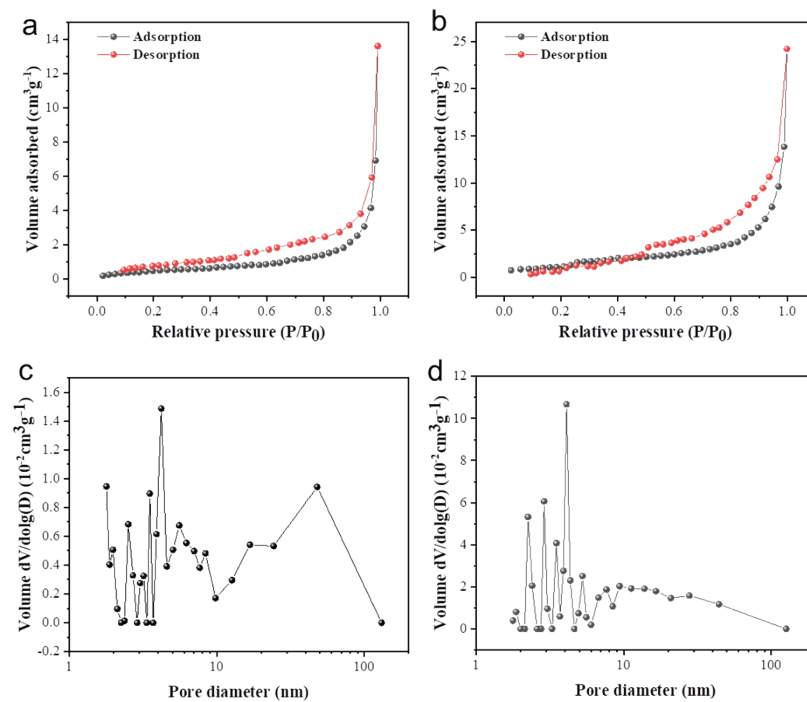 a
Adsorption
Desorption
Volume adsorbed (cm³g⁻¹)
14
12
10
8
6
4
2
0
0.0 0.2 0.4 0.6 0.8 1.0
Relative pressure (P/P₀)
b
Adsorption
Desorption
Volume adsorbed (cm³g⁻¹)
25
20
15
10
5
0
0.0 0.2 0.4 0.6 0.8 1.0
Relative pressure (P/P₀)
c
Volume dV/dolg(D) (10⁻²cm³g⁻¹)
1.6
1.4
1.2
1.0
0.8
0.6
0.4
0.2
0.0
-0.2
1 10 100
Pore diameter (nm)
d
Volume dV/dolg(D) (10⁻²cm³g⁻¹)
12
10
8
6
4
2
0
1 10 100
Pore diameter (nm)